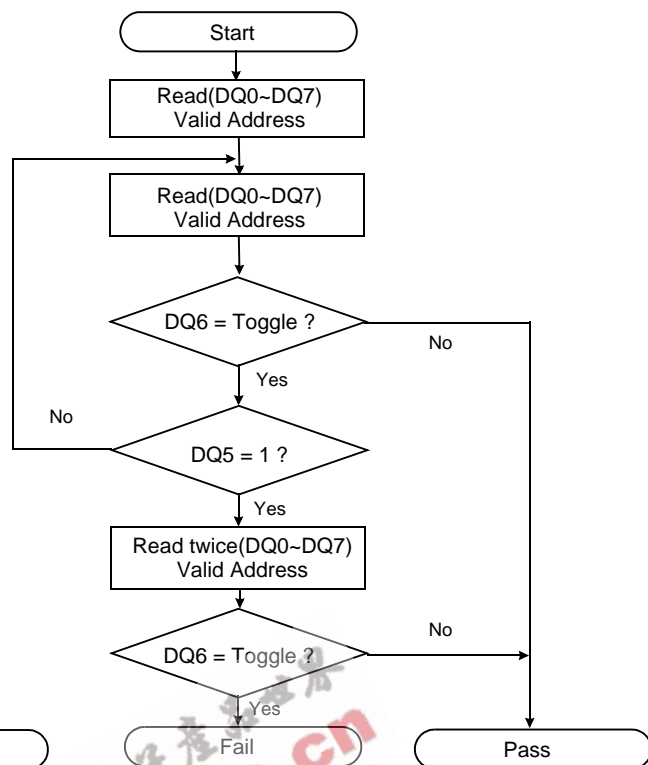 Start
Read(DQ0~DQ7)
Valid Address
Read(DQ0~DQ7)
Valid Address
DQ6 = Toggle ?
No
Yes
No
DQ5 = 1 ?
Yes
Read twice(DQ0~DQ7)
Valid Address
No
DQ6 = Toggle ?
Yes
Fail
Pass
cn